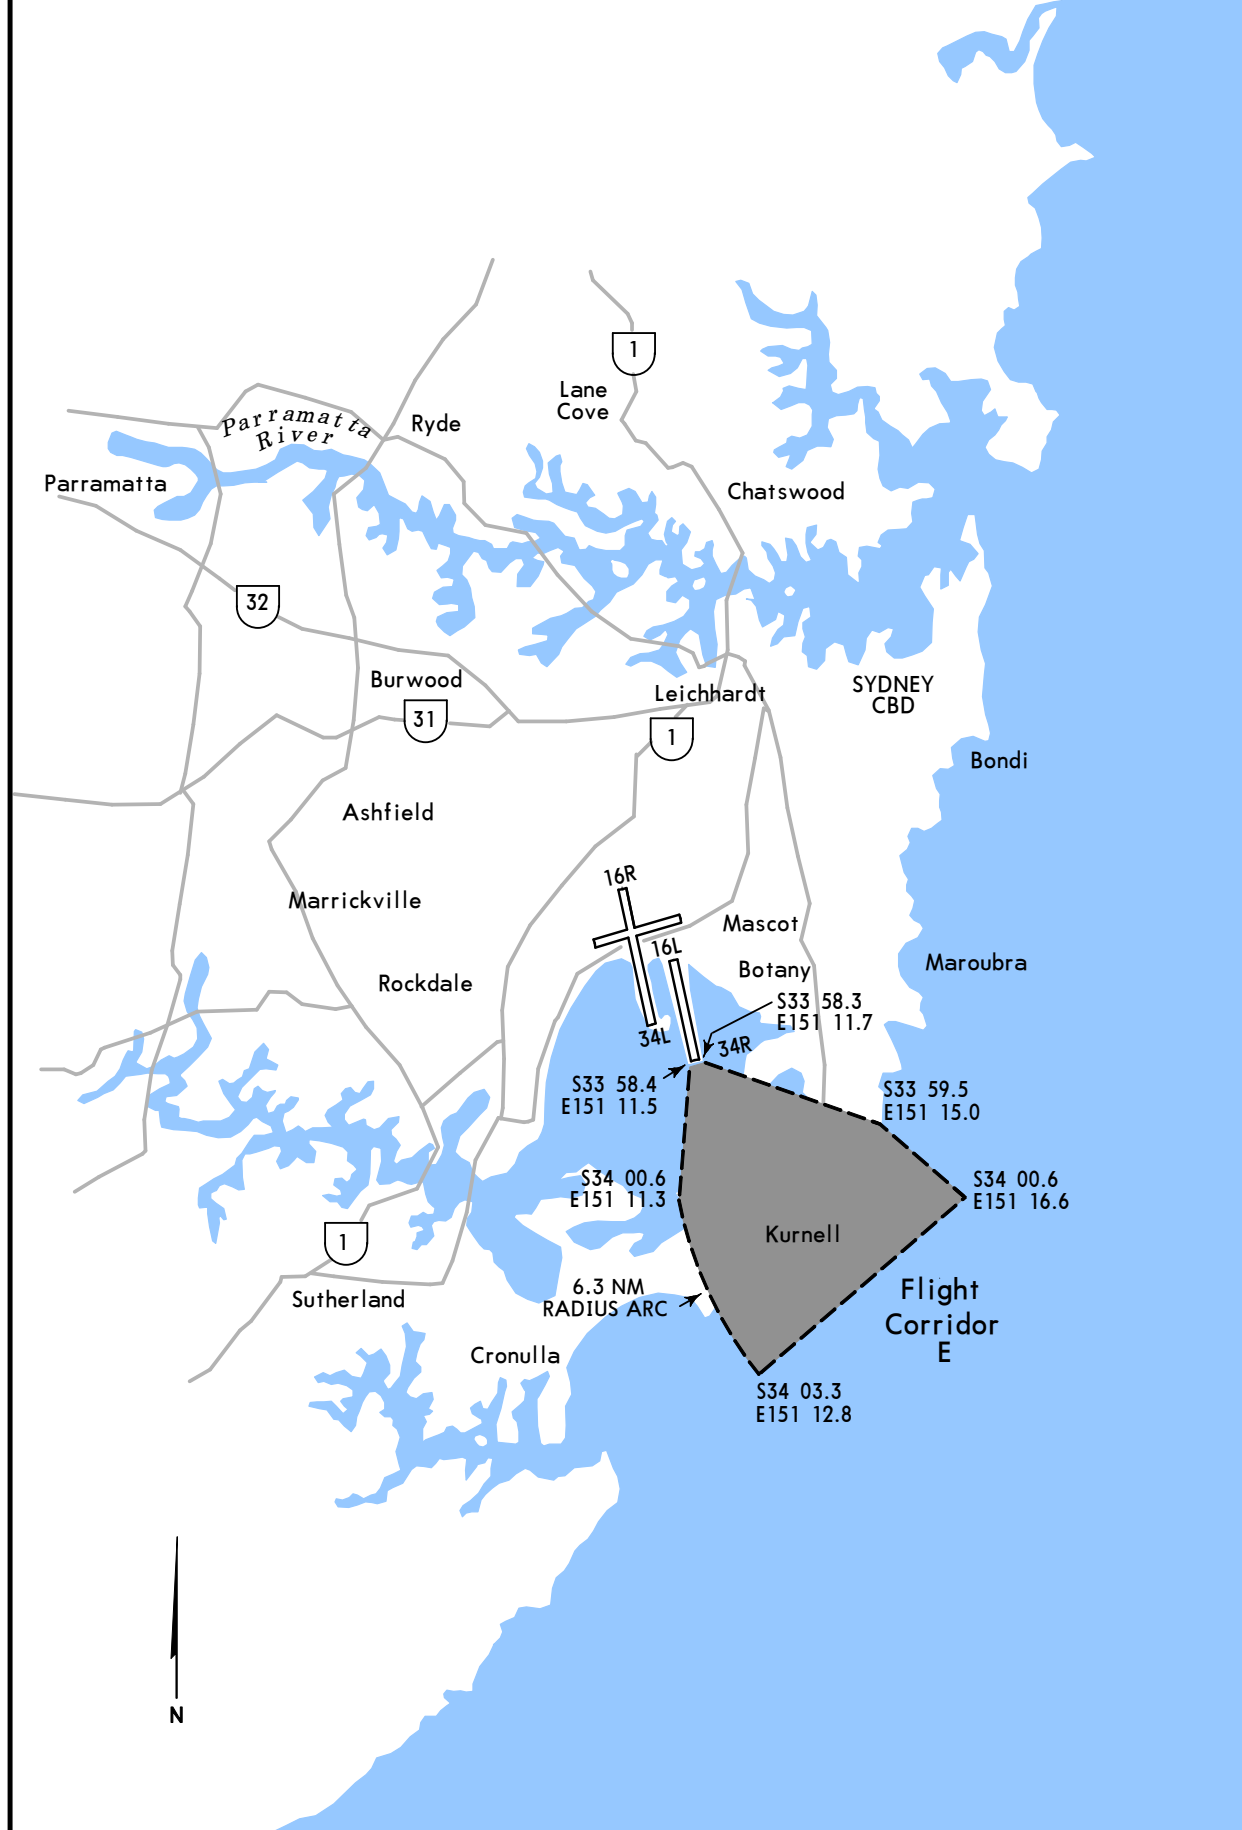 1
Lane
Cove
Parramatta
River
Ryde
Parramatta
Chatswood
32
Burwood
Leichhardt
SYDNEY
CBD
31
1
Bondi
Ashfield
16R
Marrickville
Mascot
16L
Maroubra
Botany
Rockdale
S33 58.3
E151 11.7
34L
34R
S33 58.4
E151 11.5
S33 59.5
E151 15.0
S34 00.6
E151 11.3
S34 00.6
E151 16.6
Kurnell
1
6.3 NM
RADIUS ARC
Flight
Corridor
E
Sutherland
Cronulla
S34 03.3
E151 12.8
N